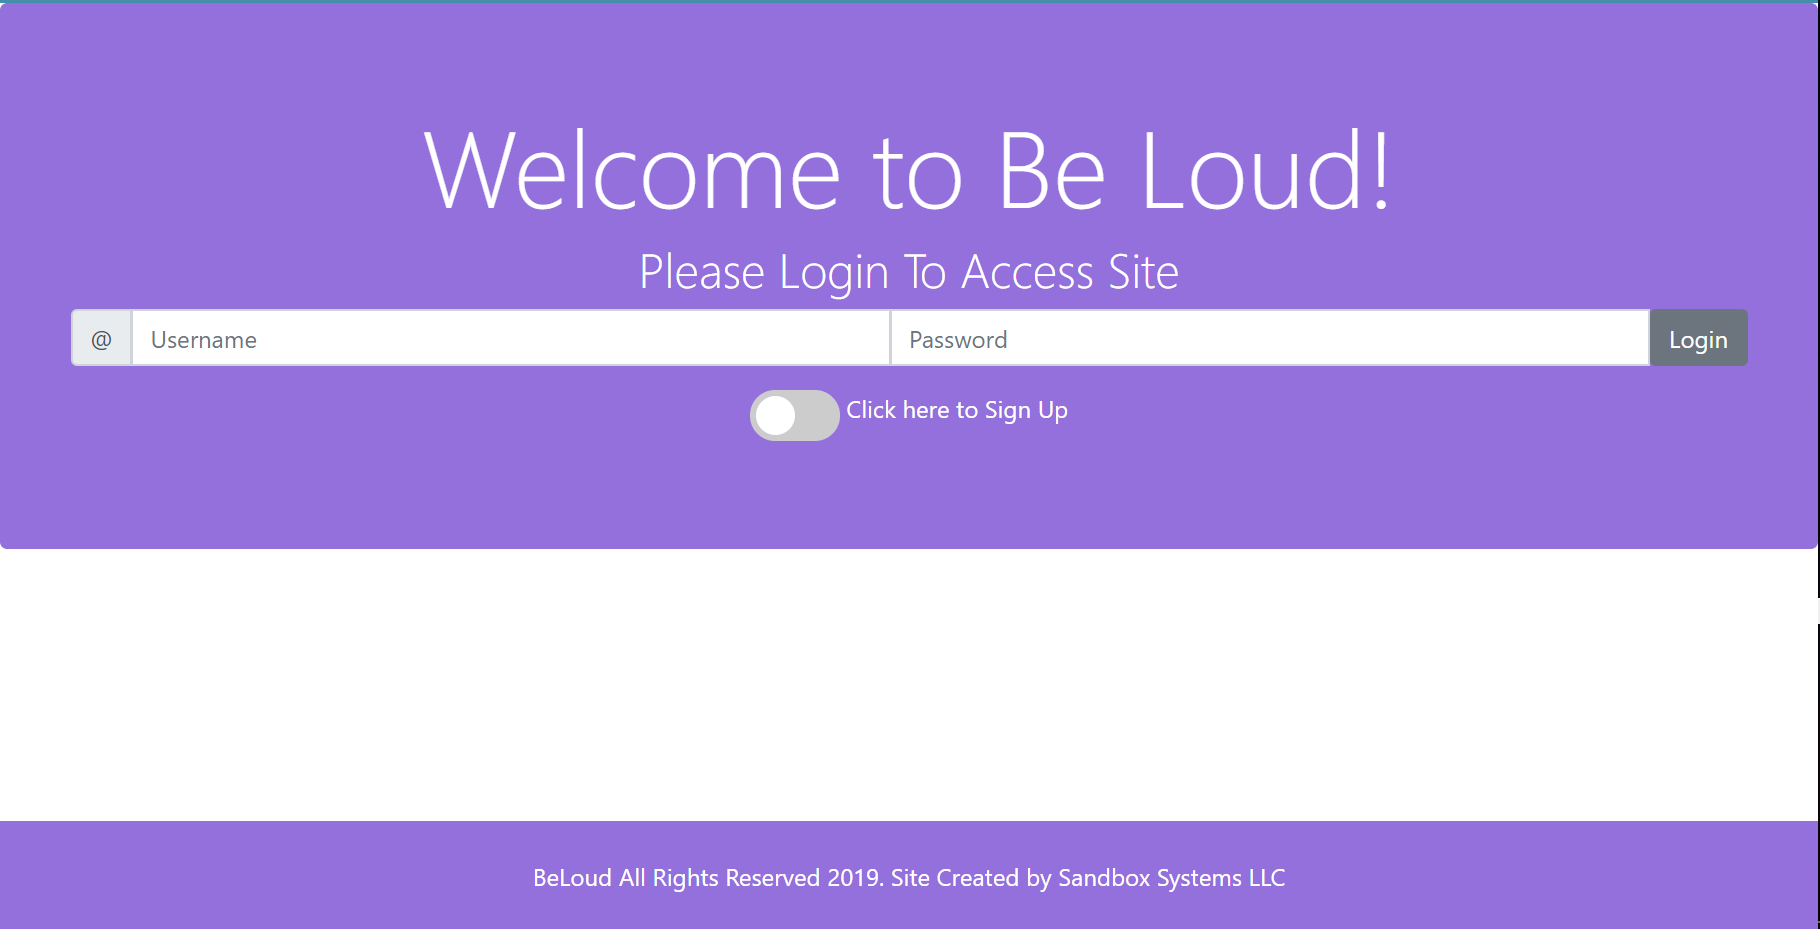 Welcome to Be Loud!
Please Login To Access Site
@ Username Password Login
Click here to Sign Up
BeLoud All Rights Reserved 2019. Site Created by Sandbox Systems LLC